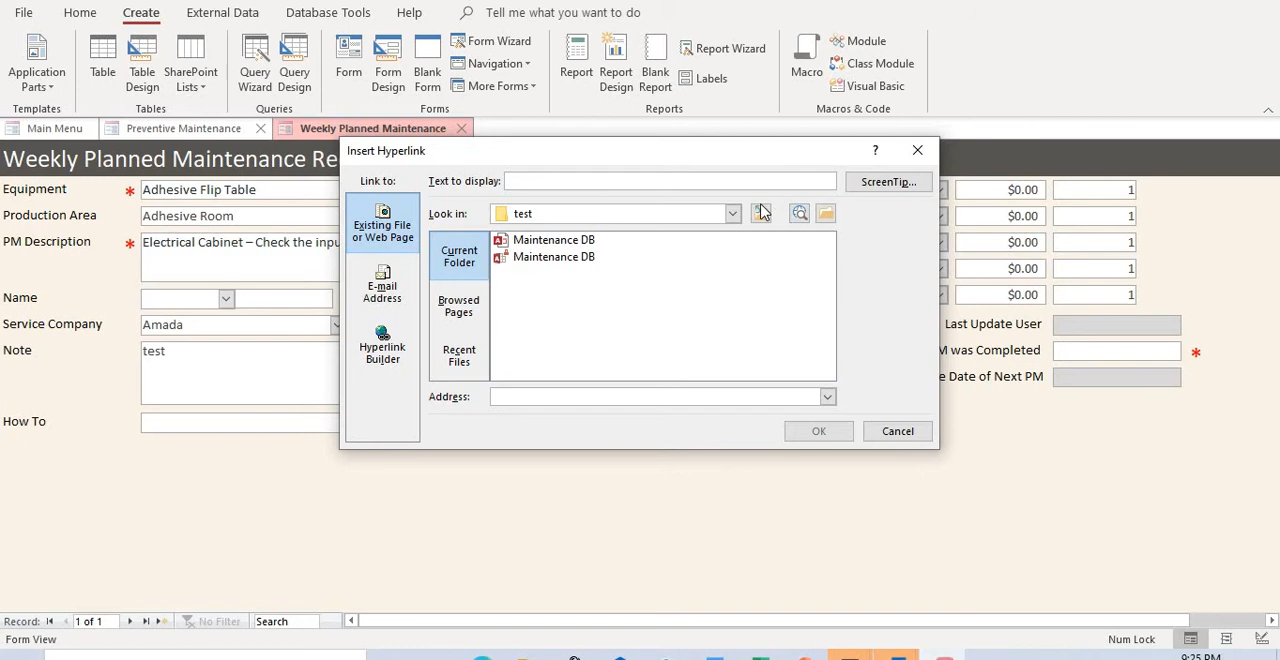 File Home Create External Data Database Tools Help Tell me what you want to do
Application Parts Table Table Design SharePoint Lists Query Wizard Query Design Form Form Design Blank Form Form Wizard Navigation More Forms Report Report Design Blank Report Report Wizard Labels Macro Module Class Module Visual Basic
Templates Tables Queries Forms Reports Macros & Code
Main Menu Preventive Maintenance Weekly Planned Maintenance
Weekly Planned Maintenance Re
Insert Hyperlink ?
Link to: Text to display: ScreenTip...
Existing File or Web Page
E-mail Address
Hyperlink Builder
Look in: test
Current Folder
Browsed Pages
Recent Files
Maintenance DB
Maintenance DB
Address:
OK Cancel
Equipment * Adhesive Flip Table $0.00 1
Production Area Adhesive Room $0.00 1
PM Description * Electrical Cabinet – Check the inpu $0.00 1
$0.00 1
Name $0.00 1
Service Company Amada Last Update User
Note test M was Completed *
e Date of Next PM
How To
Record: 1 of 1 No Filter Search
Form View Num Lock
9:25 PM